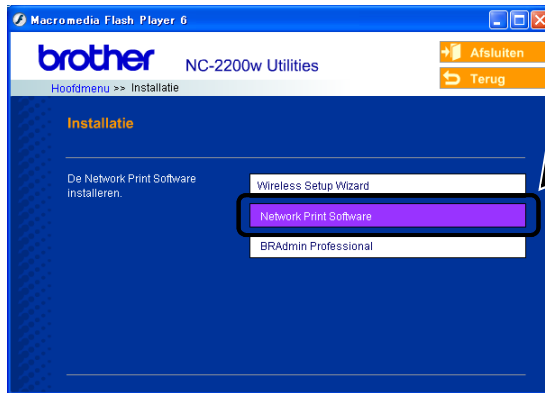 Macromedia Flash Player 6
brother
NC-2200w Utilities
Afsluiten
Terug
Hoofdmenu >> Installatie
Installatie
De Network Print Software
installeren.
Wireless Setup Wizard
Network Print Software
BRAdmin Professional